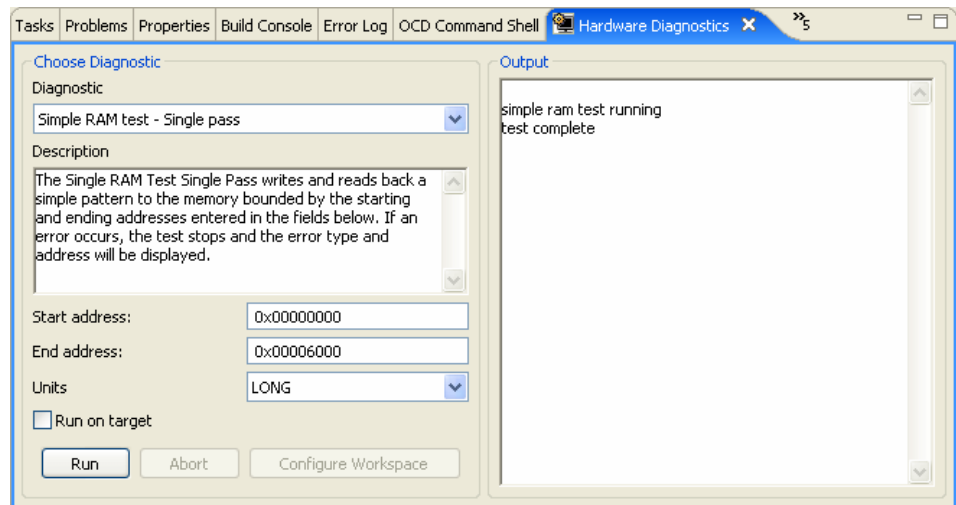 Tasks Problems Properties Build Console Error Log OCD Command Shell Hardware Diagnostics »5
Choose Diagnostic
Diagnostic
Simple RAM test - Single pass
Description
The Single RAM Test Single Pass writes and reads back a
simple pattern to the memory bounded by the starting
and ending addresses entered in the fields below. If an
error occurs, the test stops and the error type and
address will be displayed.
Start address: 0x00000000
End address: 0x00006000
Units LONG
Run on target
Run Abort Configure Workspace
Output
simple ram test running
test complete